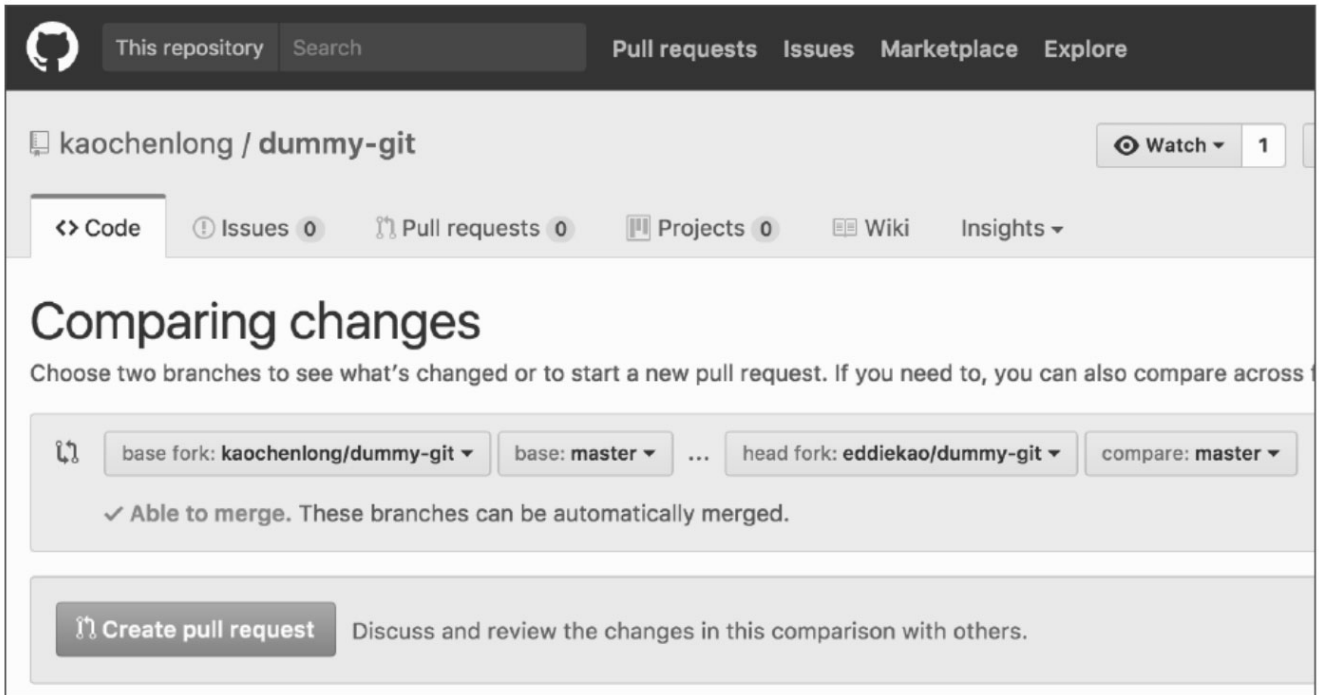 This repository Search Pull requests Issues Marketplace Explore
kaochenlong / dummy-git Watch 1
Code Issues 0 Pull requests 0 Projects 0 Wiki Insights
Comparing changes
Choose two branches to see what's changed or to start a new pull request. If you need to, you can also compare across
base fork: kaochenlong/dummy-git base: master ... head fork: eddiekao/dummy-git compare: master
Able to merge. These branches can be automatically merged.
Create pull request Discuss and review the changes in this comparison with others.